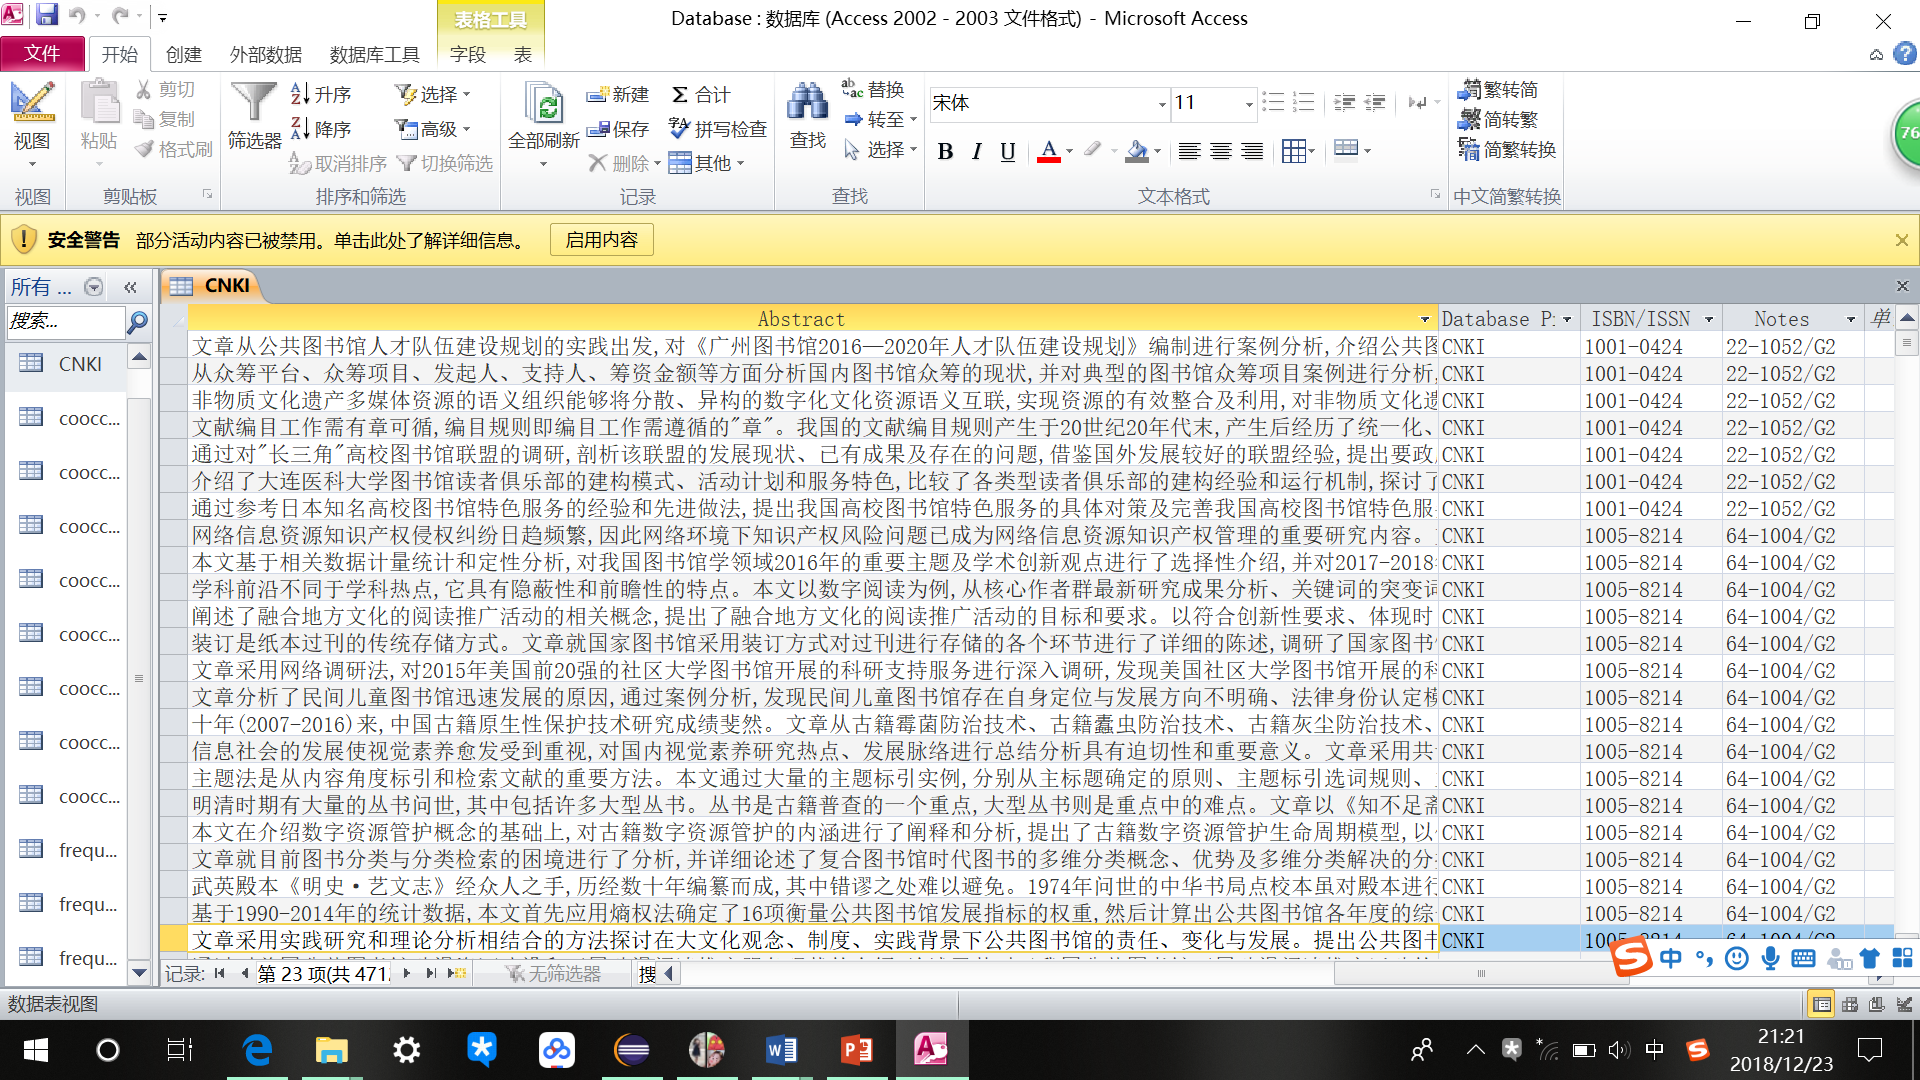 Database : 数据库 (Access 2002 - 2003 文件格式) - Microsoft Access
表格工具
文件 开始 创建 外部数据 数据库工具 字段 表
视图 粘贴 剪切 复制 格式刷
筛选器 升序 降序 取消排序 选择 高级 切换筛选
全部刷新 新建 保存 删除 合计 拼写检查 其他
查找 替换 转至 选择
宋体 11
B I U A
繁转简 简转繁 简繁转换
视图 剪贴板 排序和筛选 记录 查找 文本格式 中文简繁转换
76
安全警告 部分活动内容已被禁用。单击此处了解详细信息。 启用内容
所有 ...
搜索...
CNKI
coocc...
coocc...
coocc...
coocc...
coocc...
coocc...
coocc...
coocc...
frequ...
frequ...
frequ...
CNKI
Abstract Database P ISBN/ISSN Notes 单
文章从公共图书馆人才队伍建设规划的实践出发,对《广州图书馆2016—2020年人才队伍建设规划》编制进行案例分析,介绍公共图 CNKI 1001-0424 22-1052/G2
从众筹平台、众筹项目、发起人、支持人、筹资金额等方面分析国内图书馆众筹的现状,并对典型的图书馆众筹项目案例进行分析, CNKI 1001-0424 22-1052/G2
非物质文化遗产多媒体资源的语义组织能够将分散、异构的数字化文化资源语义互联,实现资源的有效整合及利用,对非物质文化遗 CNKI 1001-0424 22-1052/G2
文献编目工作需有章可循,编目规则即编目工作需遵循的"章"。我国的文献编目规则产生于20世纪20年代末,产生后经历了统一化、 CNKI 1001-0424 22-1052/G2
通过对"长三角"高校图书馆联盟的调研,剖析该联盟的发展现状、已有成果及存在的问题,借鉴国外发展较好的联盟经验,提出要政 CNKI 1001-0424 22-1052/G2
介绍了大连医科大学图书馆读者俱乐部的建构模式、活动计划和服务特色,比较了各类型读者俱乐部的建构经验和运行机制,探讨了 CNKI 1001-0424 22-1052/G2
通过参考日本知名高校图书馆特色服务的经验和先进做法,提出我国高校图书馆特色服务的具体对策及完善我国高校图书馆特色服 CNKI 1001-0424 22-1052/G2
网络信息资源知识产权侵权纠纷日趋频繁,因此网络环境下知识产权风险问题已成为网络信息资源知识产权管理的重要研究内容。 CNKI 1005-8214 64-1004/G2
本文基于相关数据计量统计和定性分析,对我国图书馆学领域2016年的重要主题及学术创新观点进行了选择性介绍,并对2017-2018 CNKI 1005-8214 64-1004/G2
学科前沿不同于学科热点,它具有隐蔽性和前瞻性的特点。本文以数字阅读为例,从核心作者群最新研究成果分析、关键词的突变词 CNKI 1005-8214 64-1004/G2
阐述了融合地方文化的阅读推广活动的相关概念,提出了融合地方文化的阅读推广活动的目标和要求。以符合创新性要求、体现时 CNKI 1005-8214 64-1004/G2
装订是纸本过刊的传统存储方式。文章就国家图书馆采用装订方式对过刊进行存储的各个环节进行了详细的陈述,调研了国家图书 CNKI 1005-8214 64-1004/G2
文章采用网络调研法,对2015年美国前20强的社区大学图书馆开展的科研支持服务进行深入调研,发现美国社区大学图书馆开展的科 CNKI 1005-8214 64-1004/G2
文章分析了民间儿童图书馆迅速发展的原因,通过案例分析,发现民间儿童图书馆存在自身定位与发展方向不明确、法律身份认定模 CNKI 1005-8214 64-1004/G2
十年(2007-2016)来,中国古籍原生性保护技术研究成绩斐然。文章从古籍霉菌防治技术、古籍蠹虫防治技术、古籍灰尘防治技术、 CNKI 1005-8214 64-1004/G2
信息社会的发展使视觉素养愈发受到重视,对国内视觉素养研究热点、发展脉络进行总结分析具有迫切性和重要意义。文章采用共 CNKI 1005-8214 64-1004/G2
主题法是从内容角度标引和检索文献的重要方法。本文通过大量的主题标引实例,分别从主标题确定的原则、主题标引选词规则、 CNKI 1005-8214 64-1004/G2
明清时期有大量的丛书问世,其中包括许多大型丛书。丛书是古籍普查的一个重点,大型丛书则是重点中的难点。文章以《知不足斋 CNKI 1005-8214 64-1004/G2
本文在介绍数字资源管护概念的基础上,对古籍数字资源管护的内涵进行了阐释和分析,提出了古籍数字资源管护生命周期模型,以 CNKI 1005-8214 64-1004/G2
文章就目前图书分类与分类检索的困境进行了分析,并详细论述了复合图书馆时代图书的多维分类概念、优势及多维分类解决的分 CNKI 1005-8214 64-1004/G2
武英殿本《明史·艺文志》经众人之手,历经数十年编纂而成,其中错谬之处难以避免。1974年问世的中华书局点校本虽对殿本进行 CNKI 1005-8214 64-1004/G2
基于1990-2014年的统计数据,本文首先应用熵权法确定了16项衡量公共图书馆发展指标的权重,然后计算出公共图书馆各年度的综 CNKI 1005-8214 64-1004/G2
文章采用实践研究和理论分析相结合的方法探讨在大文化观念、制度、实践背景下公共图书馆的责任、变化与发展。提出公共图书 CNKI
记录: 第 23 项(共 471 无筛选器 搜
中
数据表视图
中
21:21
2018/12/23